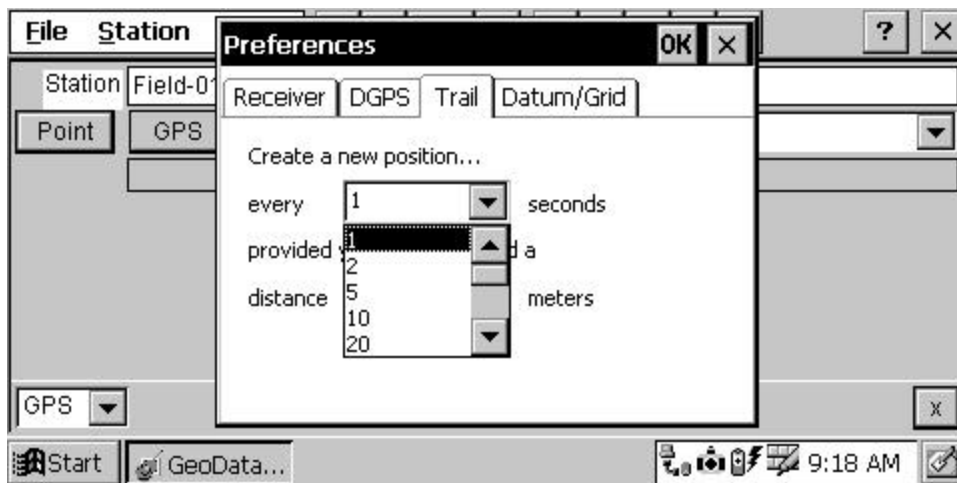 File Station
Preferences OK ×
? ×
Station Field-01
Receiver DGPS Trail Datum/Grid
Point GPS
Create a new position...
every 1 seconds
provided d a
distance meters
1
2
5
10
20
GPS
x
Start GeoData... 9:18 AM